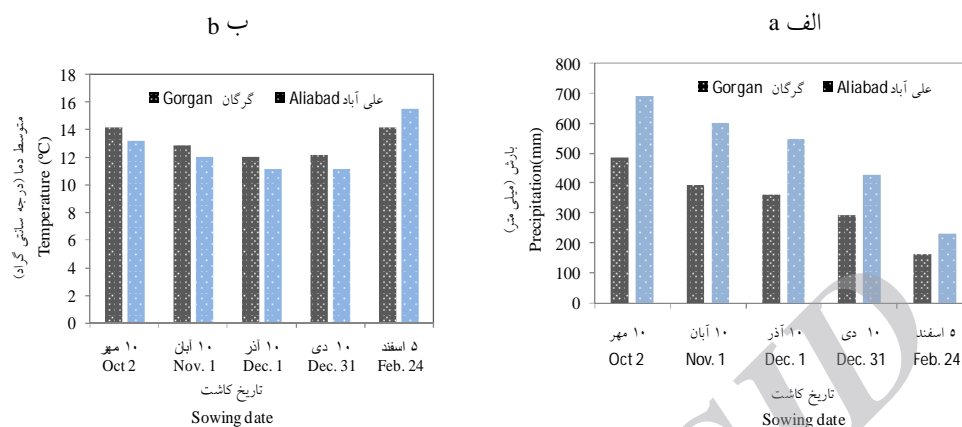 ب b
18
16
14
12
10
8
6
4
2
0
متوسط دما (درجه سانتی گراد)
Temperature (ºC)
Gorgan گرگان Aliabad علی آباد
۱۰ مهر ۱۰ آبان ۱۰ آذر ۱۰ دی ۵ اسفند
Oct 2 Nov. 1 Dec. 1 Dec. 31 Feb. 24
تاریخ کاشت
Sowing date
الف a
800
700
600
500
400
300
200
100
0
بارش (میلی متر)
Precipitation(mm)
Gorgan گرگان Aliabad علی آباد
۱۰ مهر ۱۰ آبان ۱۰ آذر ۱۰ دی ۵ اسفند
Oct 2 Nov. 1 Dec. 1 Dec. 31 Feb. 24
تاریخ کاشت
Sowing date